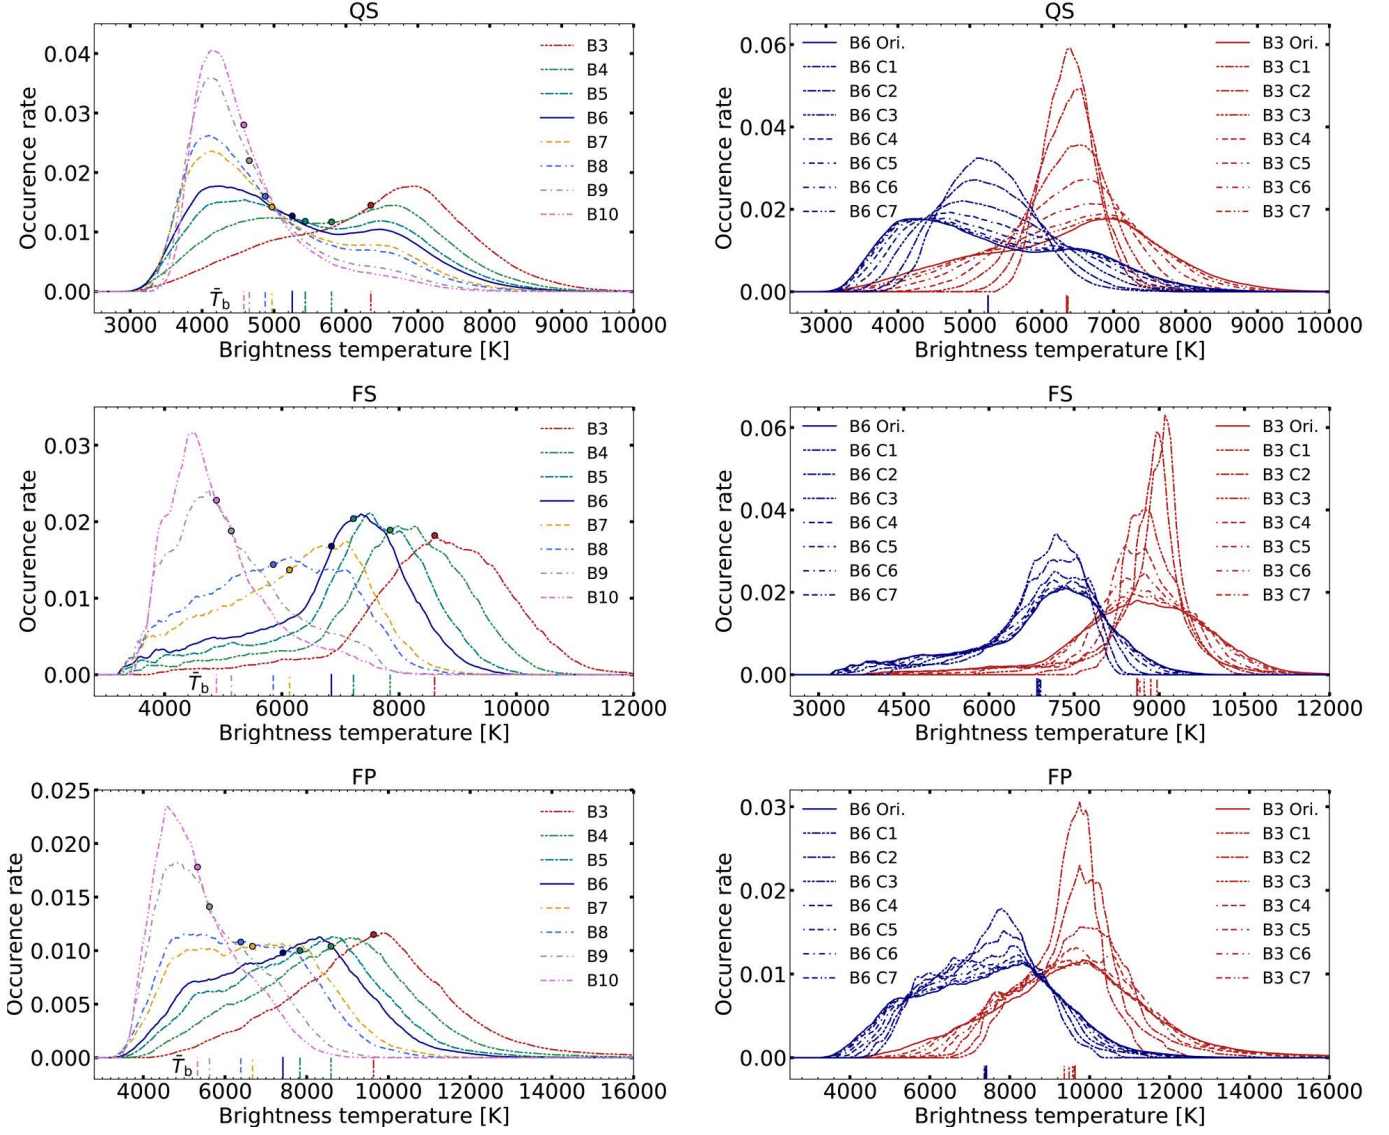 QS
Occurence rate
0.04
0.03
0.02
0.01
0.00
B3
B4
B5
B6
B7
B8
B9
B10
T̄b
3000 4000 5000 6000 7000 8000 9000 10000
Brightness temperature [K]
QS
Occurence rate
0.06
0.04
0.02
0.00
B6 Ori.
B6 C1
B6 C2
B6 C3
B6 C4
B6 C5
B6 C6
B6 C7
B3 Ori.
B3 C1
B3 C2
B3 C3
B3 C4
B3 C5
B3 C6
B3 C7
3000 4000 5000 6000 7000 8000 9000 10000
Brightness temperature [K]
FS
Occurence rate
0.03
0.02
0.01
0.00
B3
B4
B5
B6
B7
B8
B9
B10
T̄b
4000 6000 8000 10000 12000
Brightness temperature [K]
FS
Occurence rate
0.06
0.04
0.02
0.00
B6 Ori.
B6 C1
B6 C2
B6 C3
B6 C4
B6 C5
B6 C6
B6 C7
B3 Ori.
B3 C1
B3 C2
B3 C3
B3 C4
B3 C5
B3 C6
B3 C7
3000 4500 6000 7500 9000 10500 12000
Brightness temperature [K]
FP
Occurence rate
0.025
0.020
0.015
0.010
0.005
0.000
B3
B4
B5
B6
B7
B8
B9
B10
T̄b
4000 6000 8000 10000 12000 14000 16000
Brightness temperature [K]
FP
Occurence rate
0.03
0.02
0.01
0.00
B6 Ori.
B6 C1
B6 C2
B6 C3
B6 C4
B6 C5
B6 C6
B6 C7
B3 Ori.
B3 C1
B3 C2
B3 C3
B3 C4
B3 C5
B3 C6
B3 C7
4000 6000 8000 10000 12000 14000 16000
Brightness temperature [K]